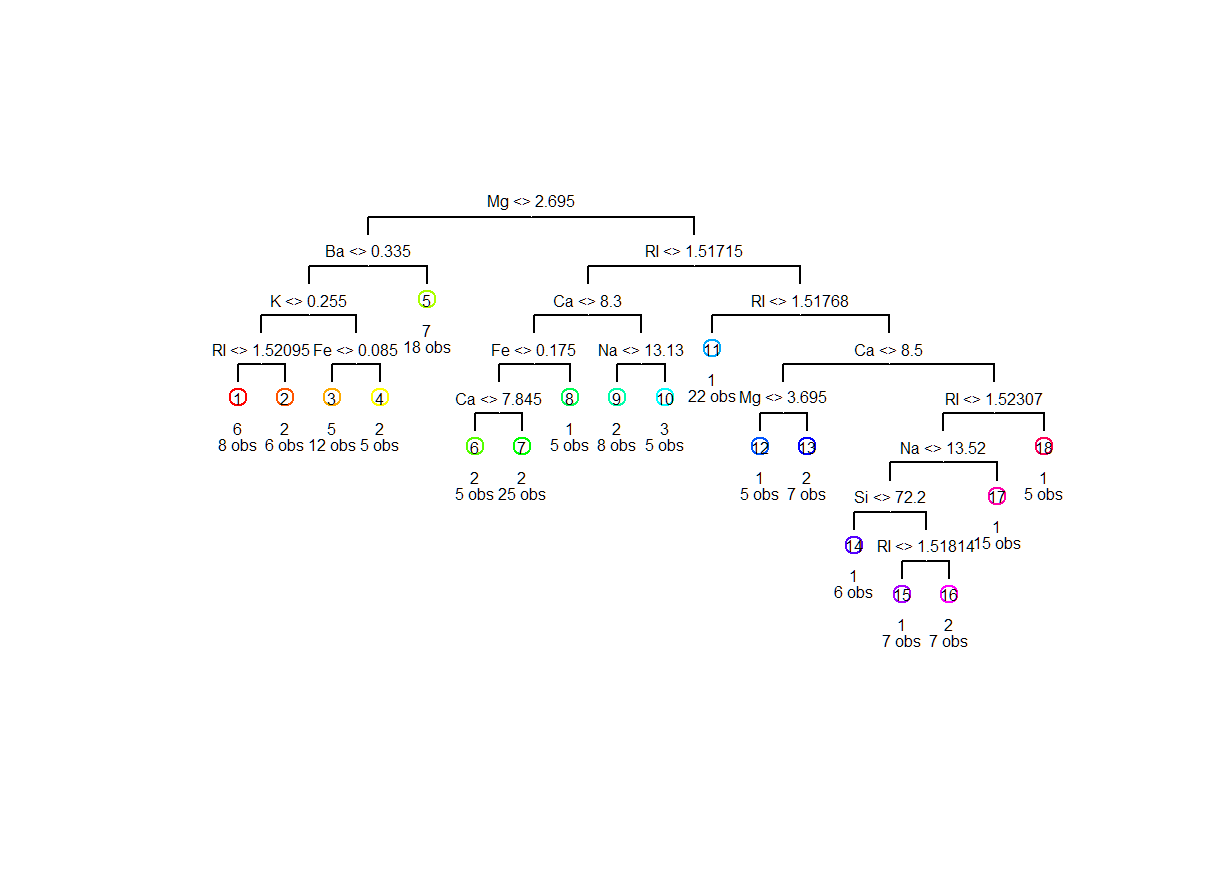 Mg <> 2.695
Ba <> 0.335
Rl <> 1.51715
K <> 0.255
5
Ca <> 8.3
Rl <> 1.51768
7
18 obs
Rl <> 1.52095
Fe <> 0.085
Fe <> 0.175
Na <> 13.13
11
Ca <> 8.5
1
22 obs
1
2
3
4
Ca <> 7.845
8
9
10
Mg <> 3.695
Rl <> 1.52307
6
8 obs
2
6 obs
5
12 obs
2
5 obs
6
7
1
5 obs
2
8 obs
3
5 obs
12
13
Na <> 13.52
18
2
5 obs
2
25 obs
1
5 obs
2
7 obs
Si <> 72.2
17
1
5 obs
1
15 obs
14
Rl <> 1.51814
1
6 obs
15
16
1
7 obs
2
7 obs